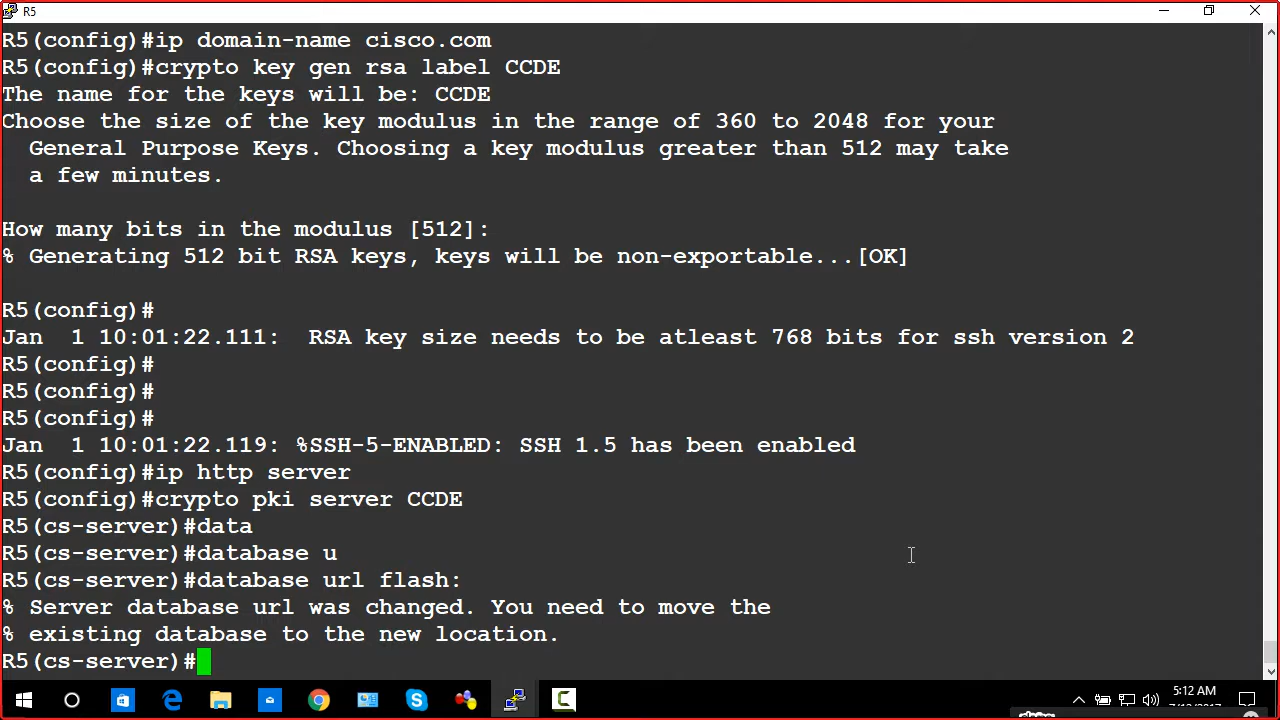 R5
R5(config)#ip domain-name cisco.com
R5(config)#crypto key gen rsa label CCDE
The name for the keys will be: CCDE
Choose the size of the key modulus in the range of 360 to 2048 for your
  General Purpose Keys. Choosing a key modulus greater than 512 may take
  a few minutes.
How many bits in the modulus [512]:
% Generating 512 bit RSA keys, keys will be non-exportable...[OK]
R5(config)#
Jan  1 10:01:22.111:  RSA key size needs to be atleast 768 bits for ssh version 2
R5(config)#
R5(config)#
R5(config)#
Jan  1 10:01:22.119: %SSH-5-ENABLED: SSH 1.5 has been enabled
R5(config)#ip http server
R5(config)#crypto pki server CCDE
R5(cs-server)#data
R5(cs-server)#database u
R5(cs-server)#database url flash:
% Server database url was changed. You need to move the
% existing database to the new location.
R5(cs-server)#
5:12 AM